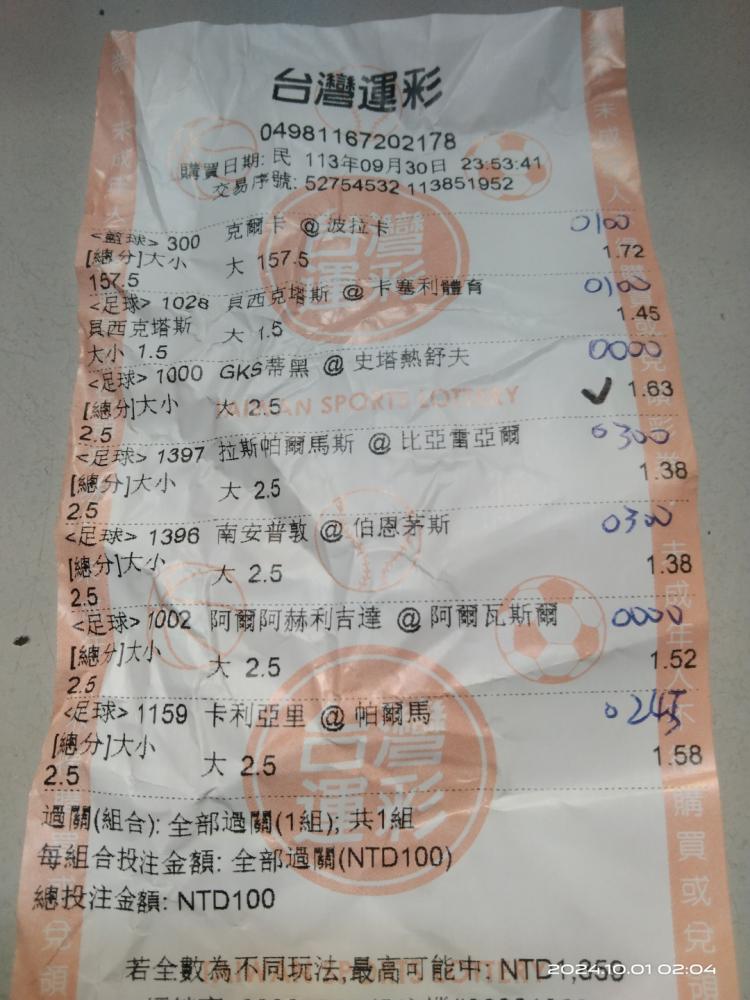 台灣運彩
04981167202178
購買日期: 民 113年09月30日 23:53:41
交易序號: 52754532 113851952
<籃球> 300 克爾卡 @ 波拉卡 0100
[總分]大小 大 157.5 1.72
157.5
<足球> 1028 貝西克塔斯 @ 卡塞利體育 0100
貝西克塔斯 大 1.5 1.45
大小 1.5
<足球> 1000 GKS蒂黑 @ 史塔熱舒夫 0000
[總分]大小 大 2.5 ✓ 1.63
2.5
TAIWAN SPORTS LOTTERY
<足球> 1397 拉斯帕爾馬斯 @ 比亞雷亞爾 0300
[總分]大小 大 2.5 1.38
2.5
<足球> 1396 南安普敦 @ 伯恩茅斯 0300
[總分]大小 大 2.5 1.38
2.5
<足球> 1002 阿爾阿赫利吉達 @ 阿爾瓦斯爾 0000
[總分]大小 大 2.5 1.52
2.5
<足球> 1159 卡利亞里 @ 帕爾馬 0245
[總分]大小 大 2.5 1.58
2.5
過關(組合): 全部過關(1組); 共1組
每組合投注金額: 全部過關(NTD100)
總投注金額: NTD100
若全數為不同玩法,最高可能中: NTD1,359
2024.10.01 02:04